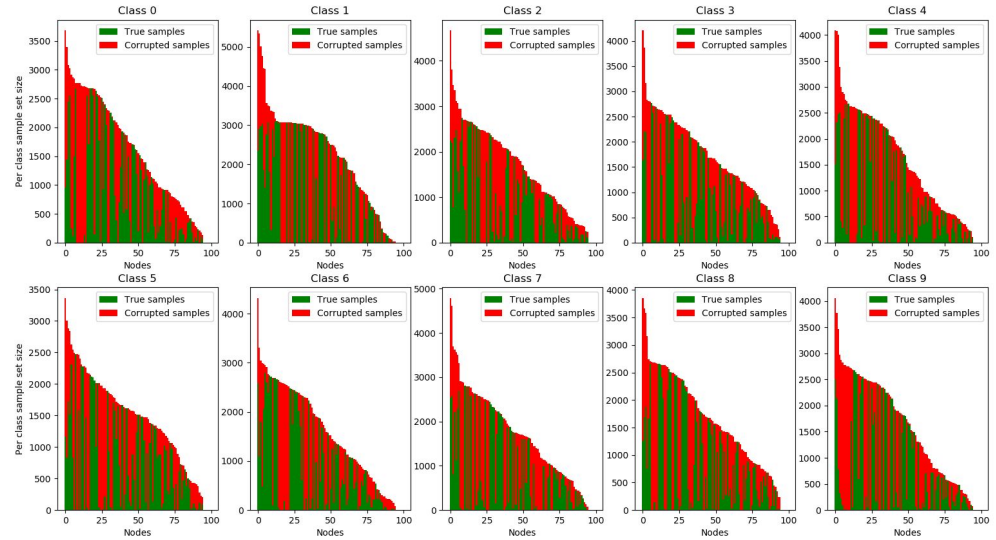 Class 0
Class 1
Class 2
Class 3
Class 4
True samples
Corrupted samples
True samples
Corrupted samples
True samples
Corrupted samples
True samples
Corrupted samples
True samples
Corrupted samples
Per class sample set size
3500
3000
2500
2000
1500
1000
500
0
5000
4000
3000
2000
1000
0
4000
3000
2000
1000
0
4000
3500
3000
2500
2000
1500
1000
500
0
4000
3500
3000
2500
2000
1500
1000
500
0
0 25 50 75 100
0 25 50 75 100
0 25 50 75 100
0 25 50 75 100
0 25 50 75 100
Nodes
Nodes
Nodes
Nodes
Nodes
Class 5
Class 6
Class 7
Class 8
Class 9
True samples
Corrupted samples
True samples
Corrupted samples
True samples
Corrupted samples
True samples
Corrupted samples
True samples
Corrupted samples
Per class sample set size
3500
3000
2500
2000
1500
1000
500
0
4000
3000
2000
1000
0
5000
4000
3000
2000
1000
0
3500
3000
2500
2000
1500
1000
500
0
4000
3500
3000
2500
2000
1500
1000
500
0
0 25 50 75 100
0 25 50 75 100
0 25 50 75 100
0 25 50 75 100
0 25 50 75 100
Nodes
Nodes
Nodes
Nodes
Nodes